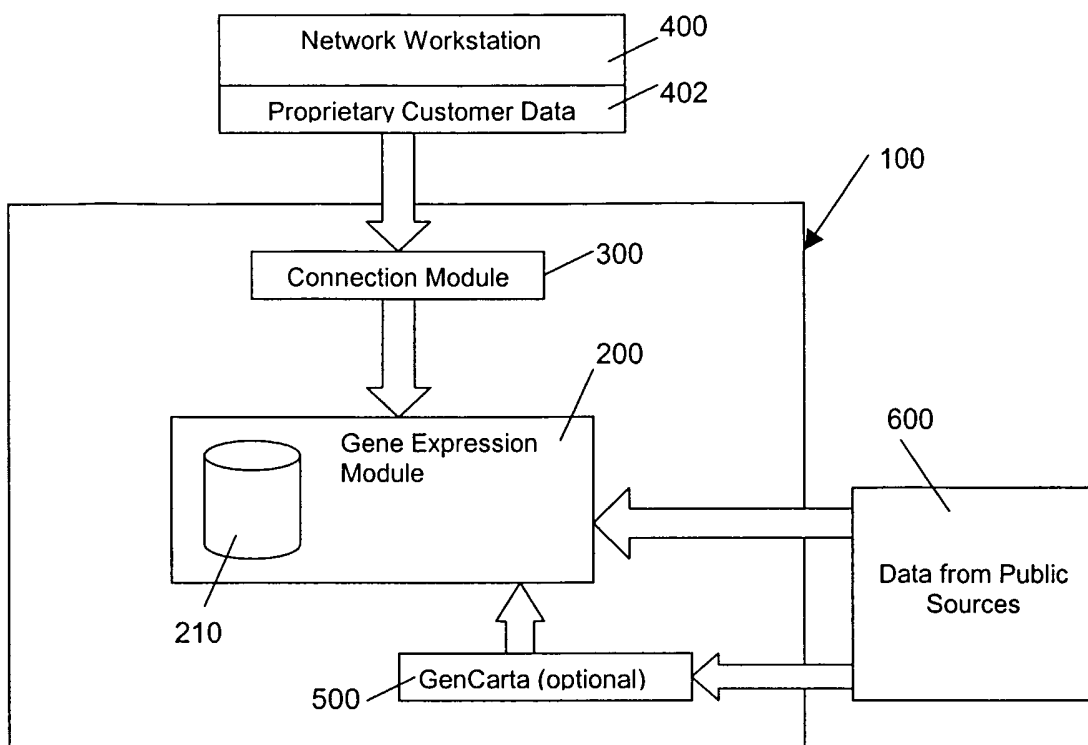 Network Workstation
400
Proprietary Customer Data
402
100
Connection Module
300
200
Gene Expression
Module
600
Data from Public
Sources
210
GenCarta (optional)
500